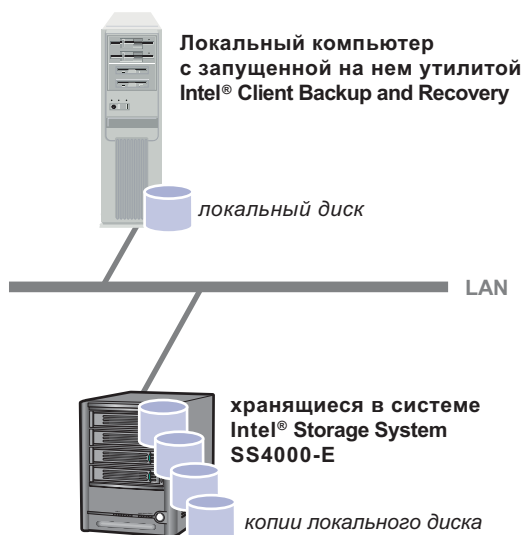 Локальный компьютер
с запущенной на нем утилитой
Intel® Client Backup and Recovery
локальный диск
LAN
хранящиеся в системе
Intel® Storage System
SS4000-E
копии локального диска